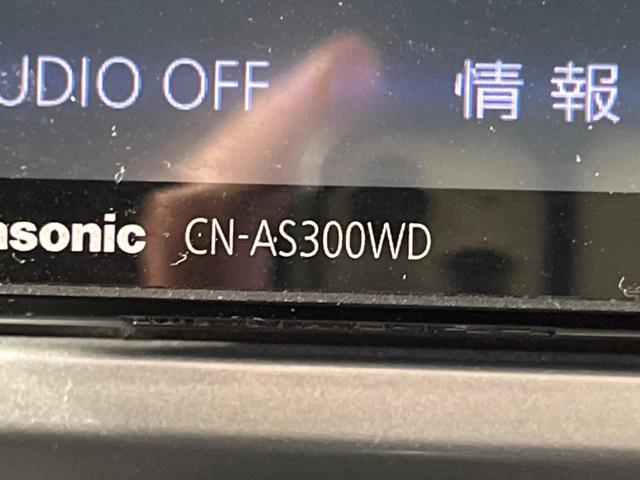 UDIO OFF 情報
asonic CN-AS300WD